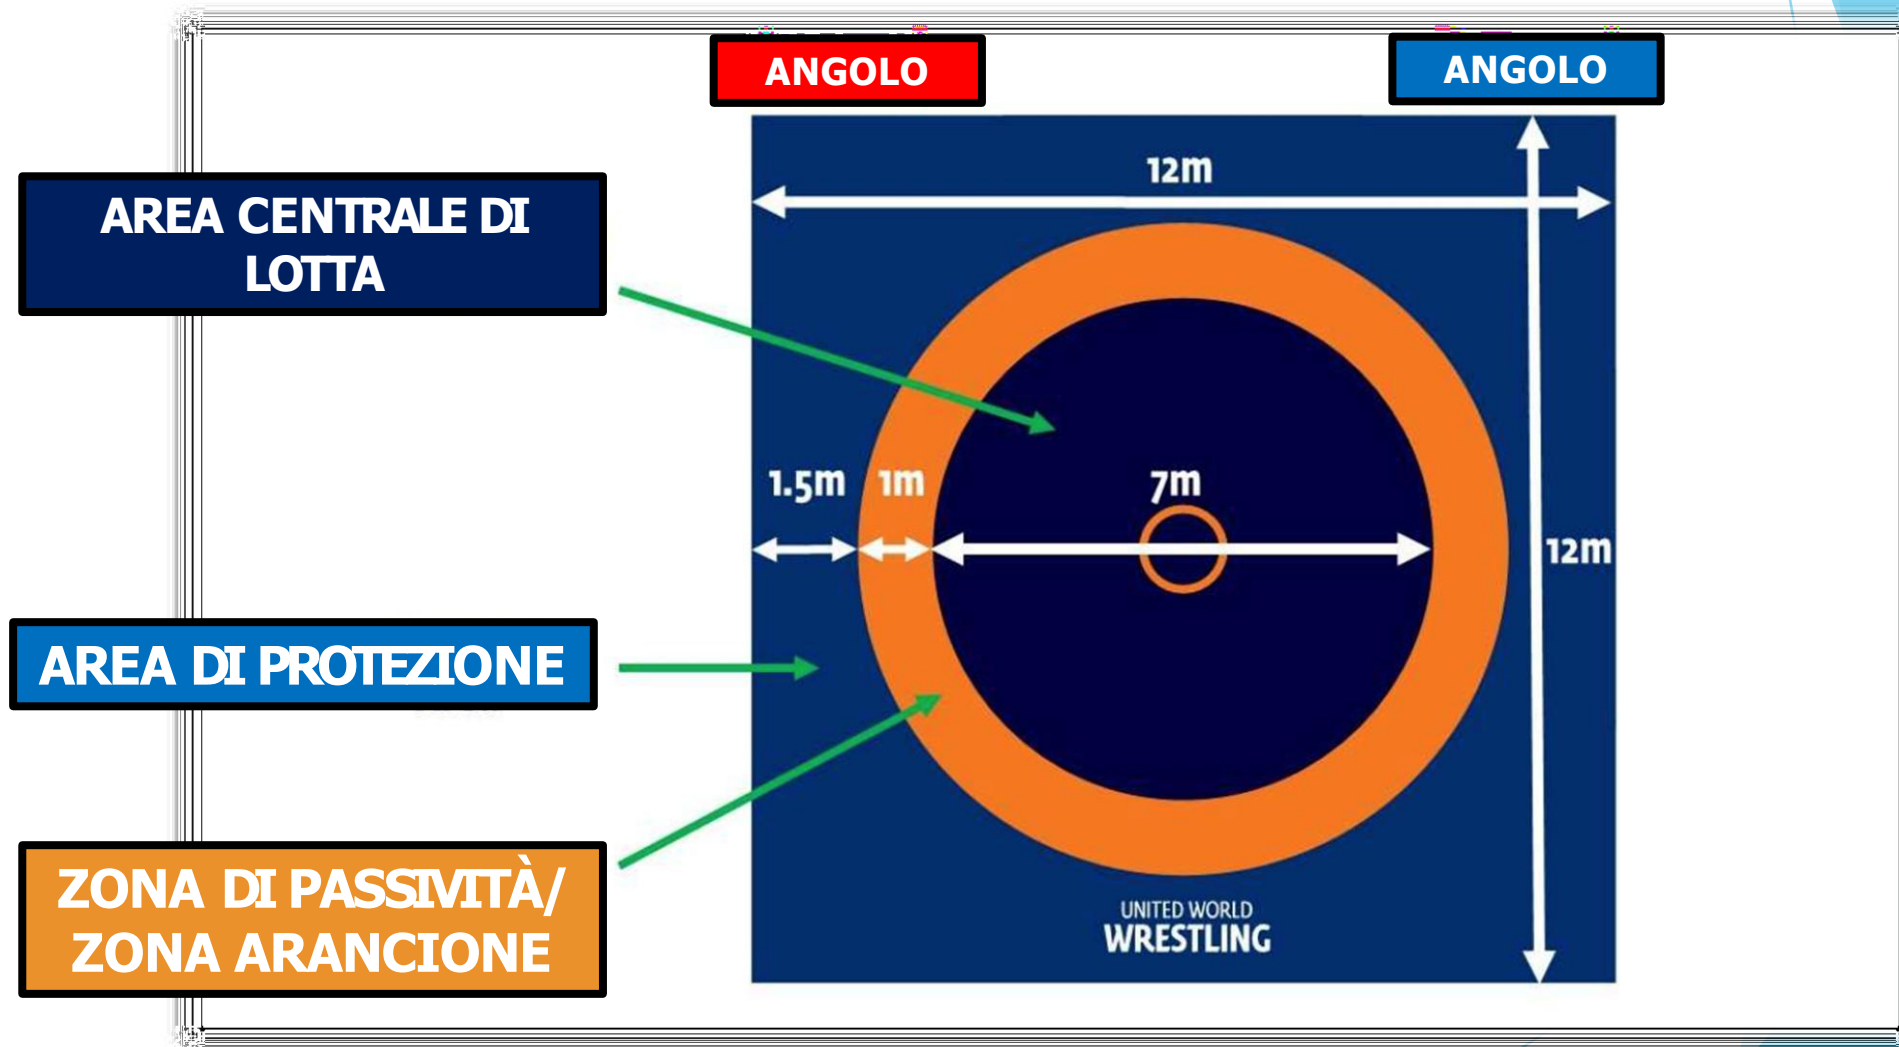 ANGOLO
ANGOLO
12m
AREA CENTRALE DI
LOTTA
1.5m
1m
7m
12m
AREA DI PROTEZIONE
ZONA DI PASSIVITÀ/
ZONA ARANCIONE
UNITED WORLD
WRESTLING